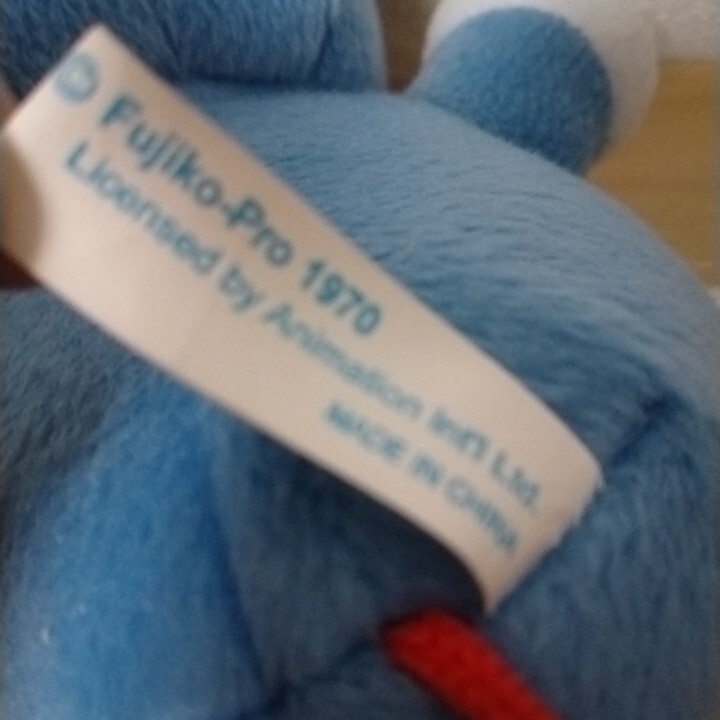 © Fujiko-Pro 1970
Licensed by Animation Int'l Ltd.
MADE IN CHINA